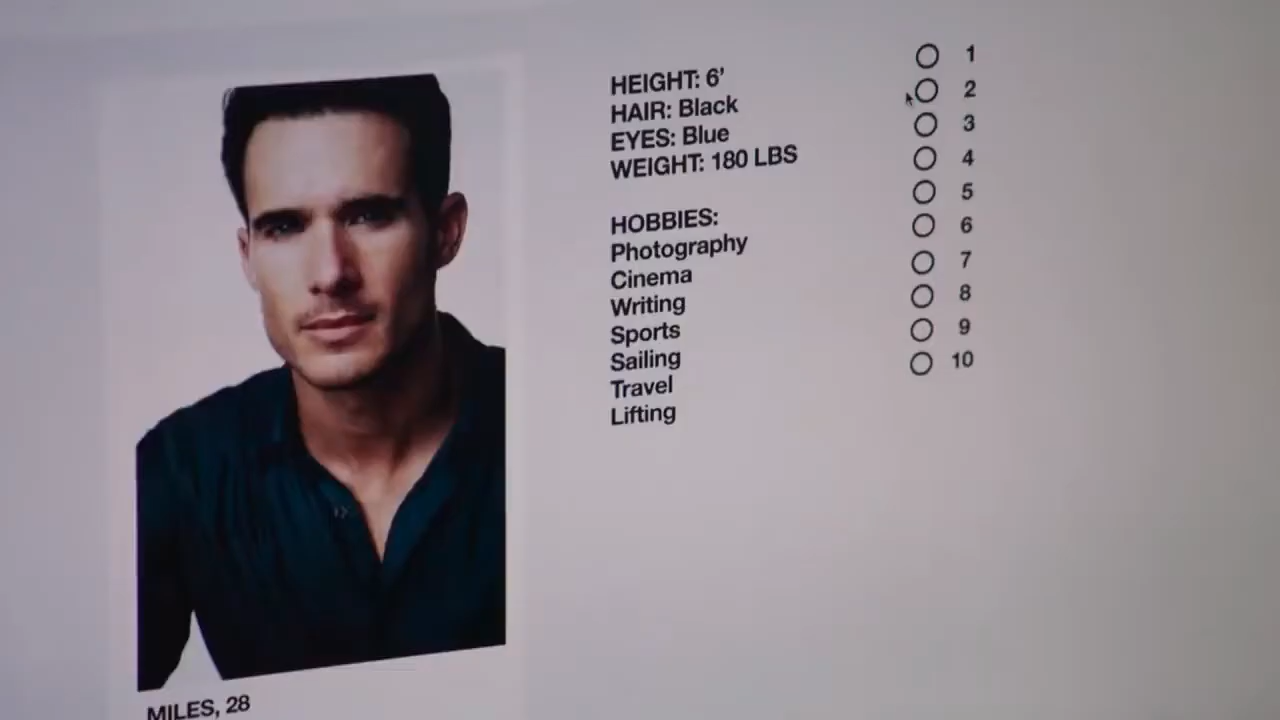 HEIGHT: 6'
HAIR: Black
EYES: Blue
WEIGHT: 180 LBS
HOBBIES:
Photography
Cinema
Writing
Sports
Sailing
Travel
Lifting
1
2
3
4
5
6
7
8
9
10
MILES, 28